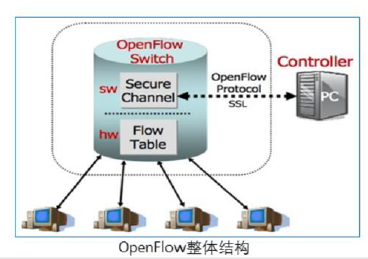 OpenFlow
Switch
Controller
sw
Secure
Channel
OpenFlow
Protocol
SSL
PC
hw
Flow
Table
OpenFlow整体结构